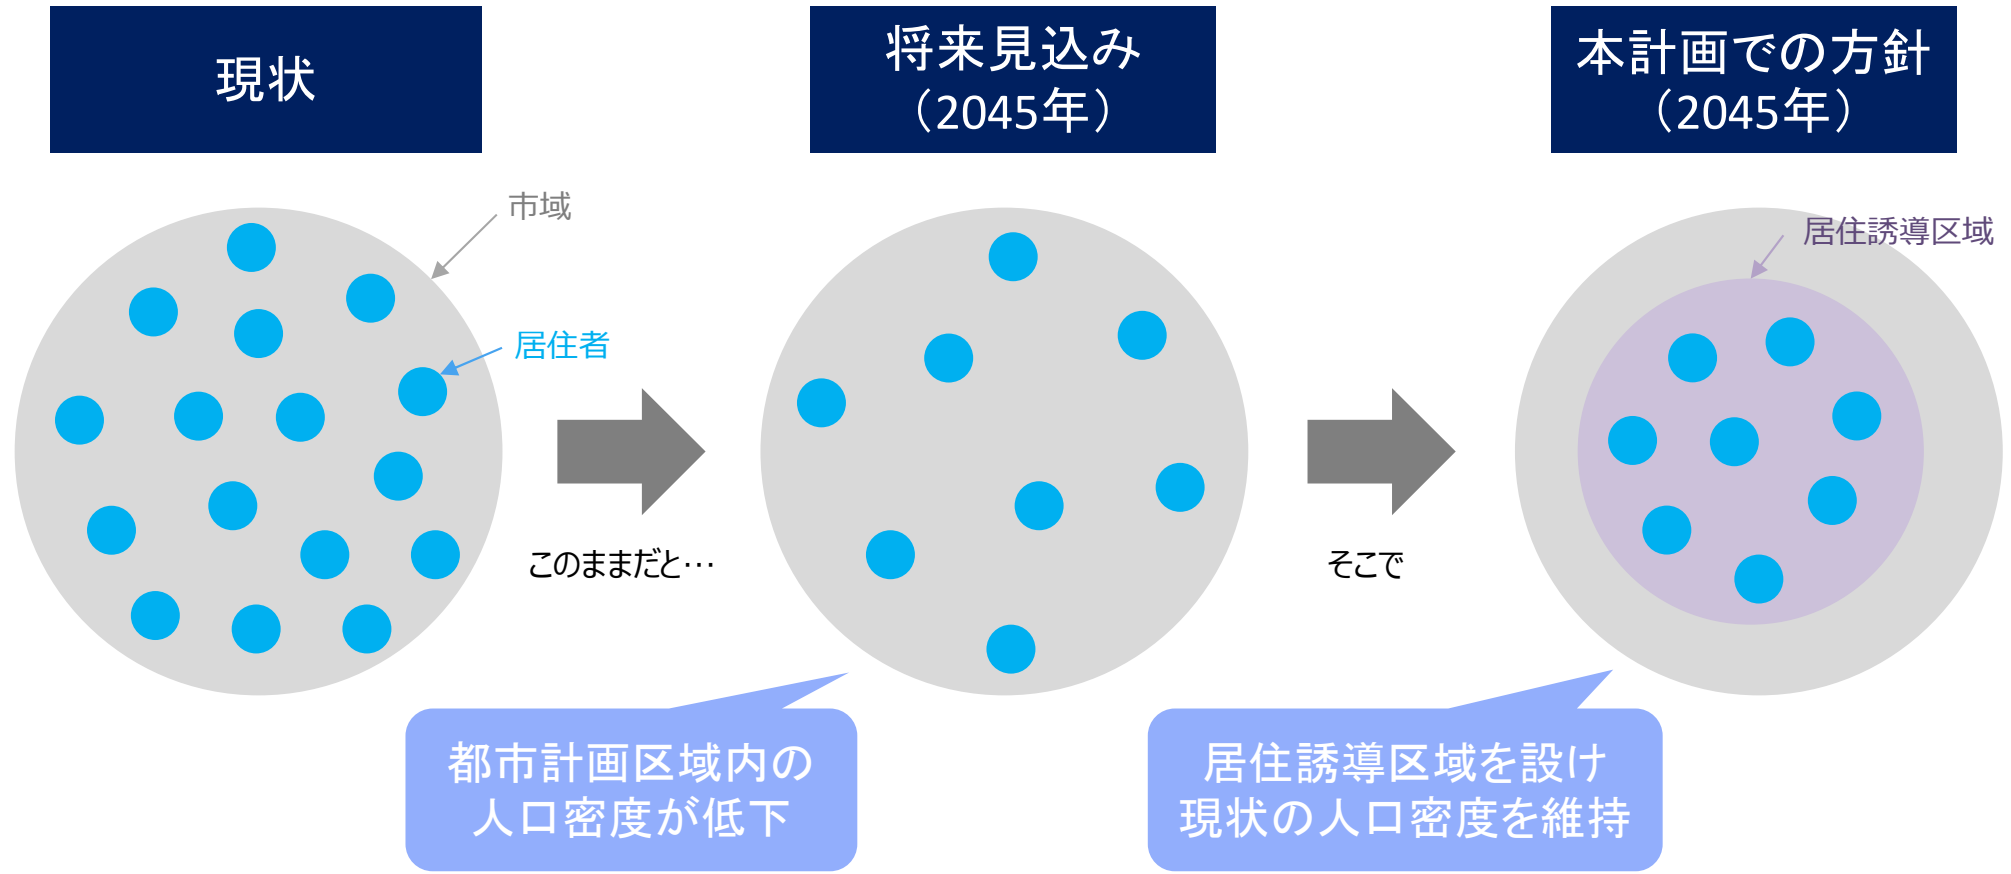 現状
将来見込み
（2045年）
本計画での方針
（2045年）
市域
居住者
居住誘導区域
このままだと…
そこで
都市計画区域内の
人口密度が低下
居住誘導区域を設け
現状の人口密度を維持